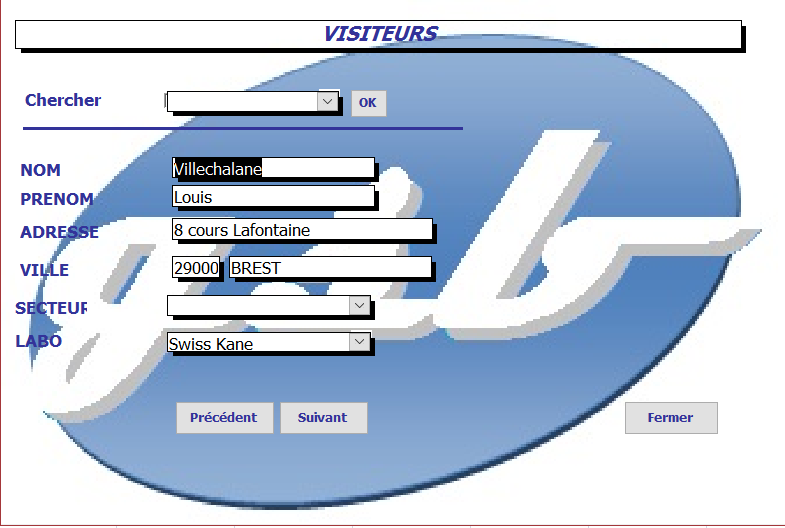 VISITEURS
Chercher OK
NOM Villechalane
PRENOM Louis
ADRESSE 8 cours Lafontaine
VILLE 29000 BREST
SECTEUR
LABO Swiss Kane
Précédent Suivant Fermer
gsb